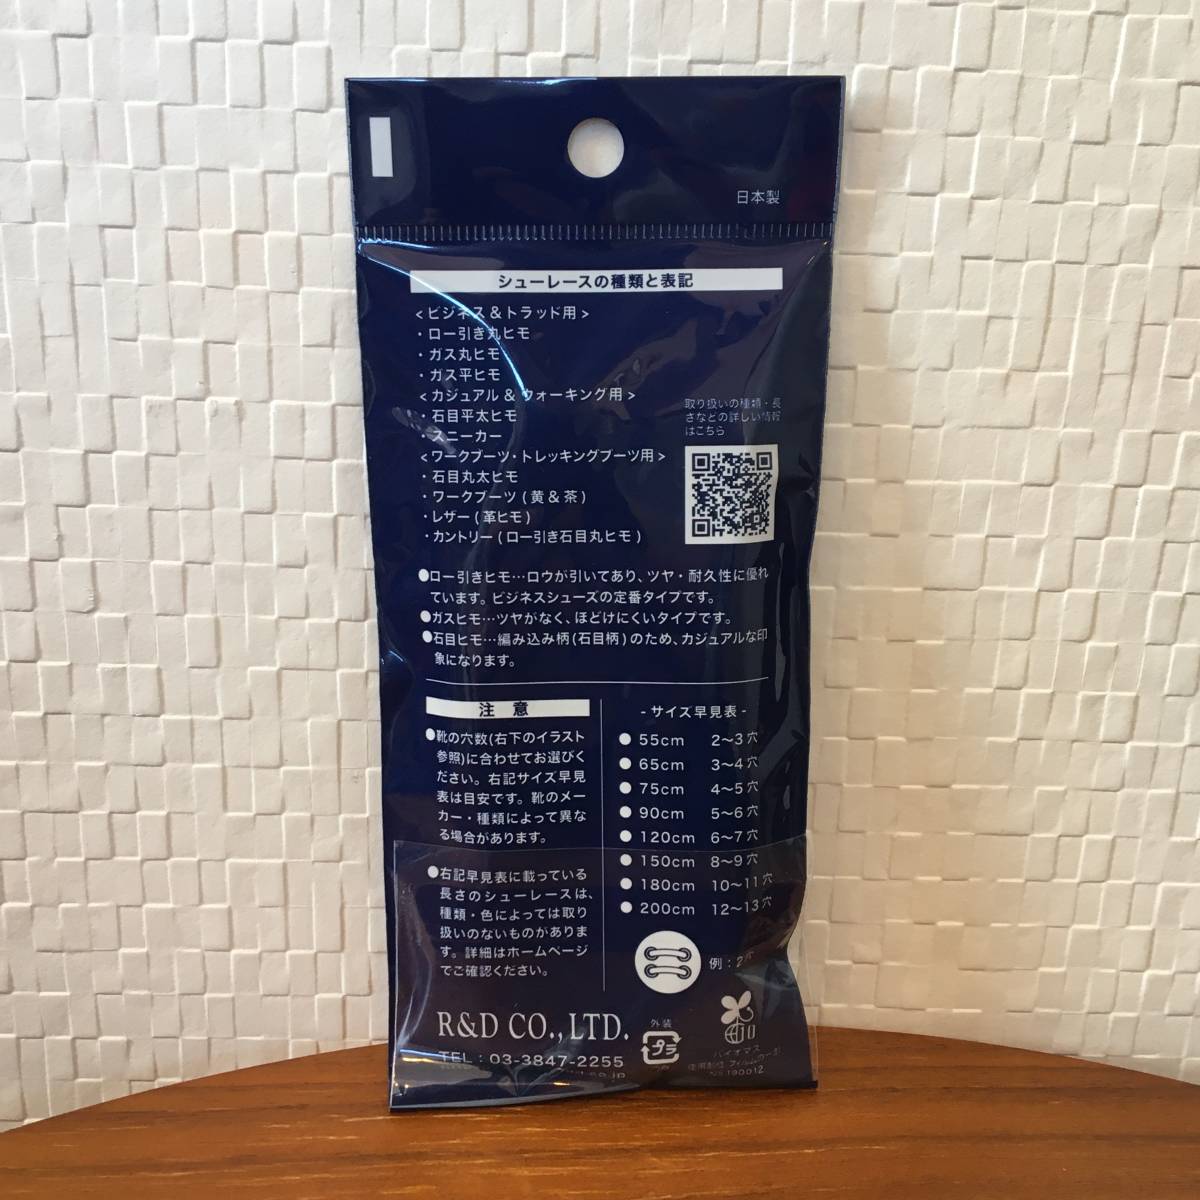 日本製
シューレースの種類と表記
<ビジネス&トラッド用>
・ロー引き丸ヒモ
・ガス丸ヒモ
・ガス平ヒモ
<カジュアル&ウォーキング用>
・石目平太ヒモ
・スニーカー
<ワークブーツ・トレッキングブーツ用>
・石目丸太ヒモ
・ワークブーツ(黄&茶)
・レザー(革ヒモ)
・カントリー(ロー引き石目丸ヒモ)
取り扱いの種類・長
さなどの詳しい情報
はこちら
●ロー引きヒモ…ロウが引いてあり、ツヤ・耐久性に優れ
ています。ビジネスシューズの定番タイプです。
●ガスヒモ…ツヤがなく、ほどけにくいタイプです。
●石目ヒモ…編み込み柄(石目柄)のため、カジュアルな印
象になります。
注意
●靴の穴数(右下のイラスト
参照)に合わせてお選びく
ださい。右記サイズ早見
表は目安です。靴のメー
カー・種類によって異な
る場合があります。
●右記早見表に載っている
長さのシューレースは、
種類・色によっては取り
扱いのないものがありま
す。詳細はホームページ
でご確認ください。
-サイズ早見表-
●55cm 2〜3穴
●65cm 3〜4穴
●75cm 4〜5穴
●90cm 5〜6穴
●120cm 6〜7穴
●150cm 8〜9穴
●180cm 10〜11穴
●200cm 12〜13穴
例:2穴
R&D CO.,LTD.
TEL:03-3847-2255
外装
プラ
バイオマス